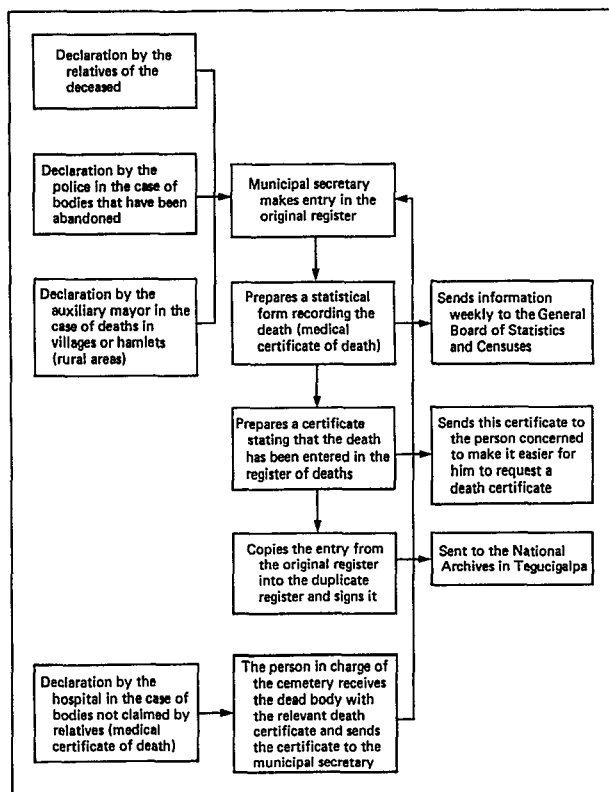 Declaration by the
relatives of the
deceased
Declaration by the
police in the case of
bodies that have been
abandoned
Municipal secretary
makes entry in the
original register
Declaration by the
auxiliary mayor in the
case of deaths in
villages or hamlets
(rural areas)
Prepares a statistical
form recording the
death (medical
certificate of death)
Sends information
weekly to the General
Board of Statistics
and Censuses
Prepares a certificate
stating that the death
has been entered in the
register of deaths
Sends this certificate to
the person concerned
to make it easier for
him to request a
death certificate
Copies the entry from
the original register
into the duplicate
register and signs it
Sent to the National
Archives in Tegucigalpa
Declaration by the
hospital in the case of
bodies not claimed by
relatives (medical
certificate of death)
The person in charge of
the cemetery receives
the dead body with
the relevant death
certificate and sends
the certificate to the
municipal secretary